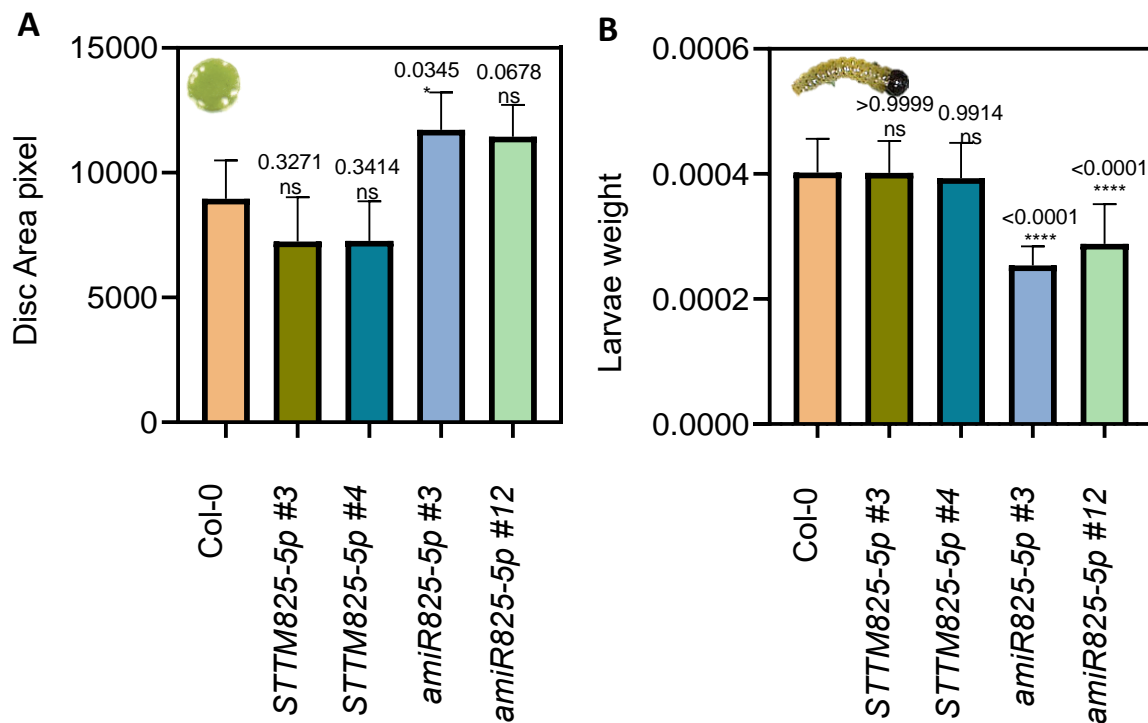 A
Disc Area pixel
15000
10000
5000
0
0.3271
ns
0.3414
ns
0.0345
*
0.0678
ns
Col-0
STTM825-5p #3
STTM825-5p #4
amiR825-5p #3
amiR825-5p #12
B
Larvae weight
0.0006
0.0004
0.0002
0.0000
>0.9999
ns
0.9914
ns
<0.0001
****
<0.0001
****
Col-0
STTM825-5p #3
STTM825-5p #4
amiR825-5p #3
amiR825-5p #12